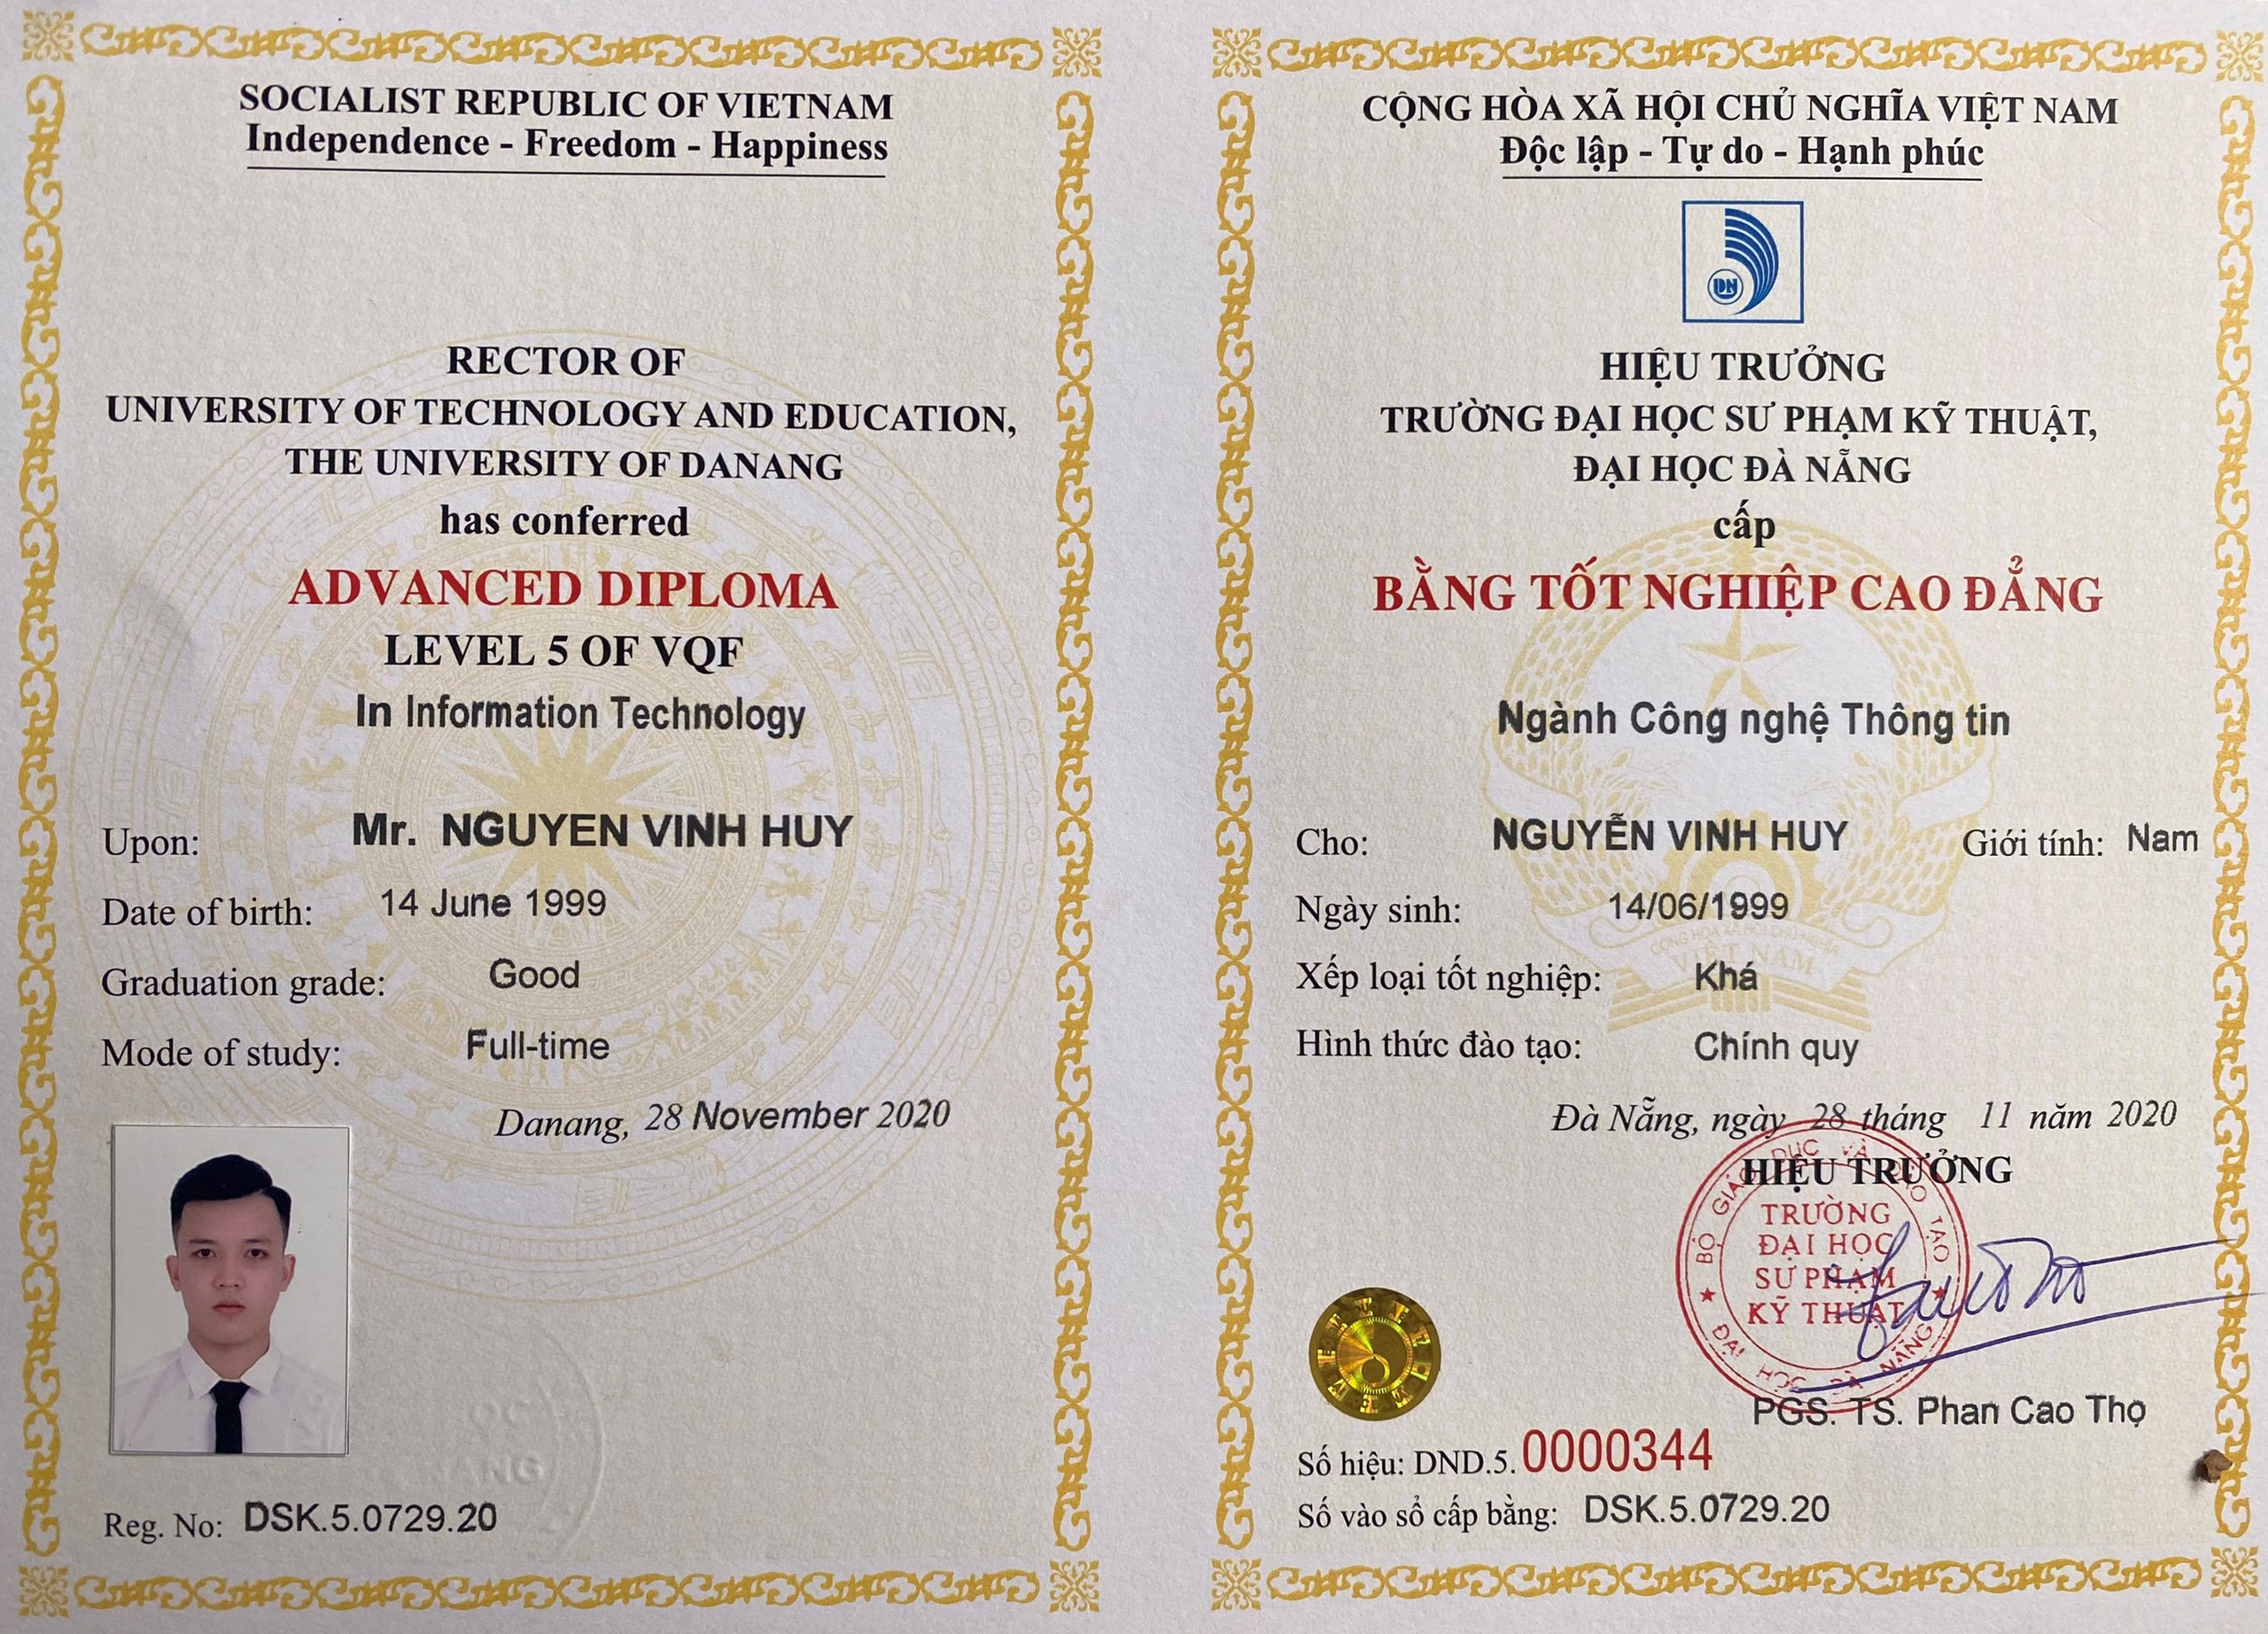 SOCIALIST REPUBLIC OF VIETNAM
Independence - Freedom - Happiness
RECTOR OF
UNIVERSITY OF TECHNOLOGY AND EDUCATION,
THE UNIVERSITY OF DANANG
has conferred
ADVANCED DIPLOMA
LEVEL 5 OF VQF
In Information Technology
Upon: Mr. NGUYEN VINH HUY
Date of birth: 14 June 1999
Graduation grade: Good
Mode of study: Full-time
Danang, 28 November 2020
Reg. No: DSK.5.0729.20
CỘNG HÒA XÃ HỘI CHỦ NGHĨA VIỆT NAM
Độc lập - Tự do - Hạnh phúc
DN
HIỆU TRƯỞNG
TRƯỜNG ĐẠI HỌC SƯ PHẠM KỸ THUẬT,
ĐẠI HỌC ĐÀ NẴNG
cấp
BẰNG TỐT NGHIỆP CAO ĐẲNG
Ngành Công nghệ Thông tin
Cho: NGUYỄN VINH HUY Giới tính: Nam
Ngày sinh: 14/06/1999
Xếp loại tốt nghiệp: Khá
Hình thức đào tạo: Chính quy
Đà Nẵng, ngày 28 tháng 11 năm 2020
HIỆU TRƯỞNG
BỘ GIÁO DỤC VÀ ĐÀO TẠO
TRƯỜNG
ĐẠI HỌC
SƯ PHẠM
KỸ THUẬT
ĐẠI HỌC ĐÀ NẴNG
PGS. TS. Phan Cao Thọ
Số hiệu: DND.5. 0000344
Số vào sổ cấp bằng: DSK.5.0729.20